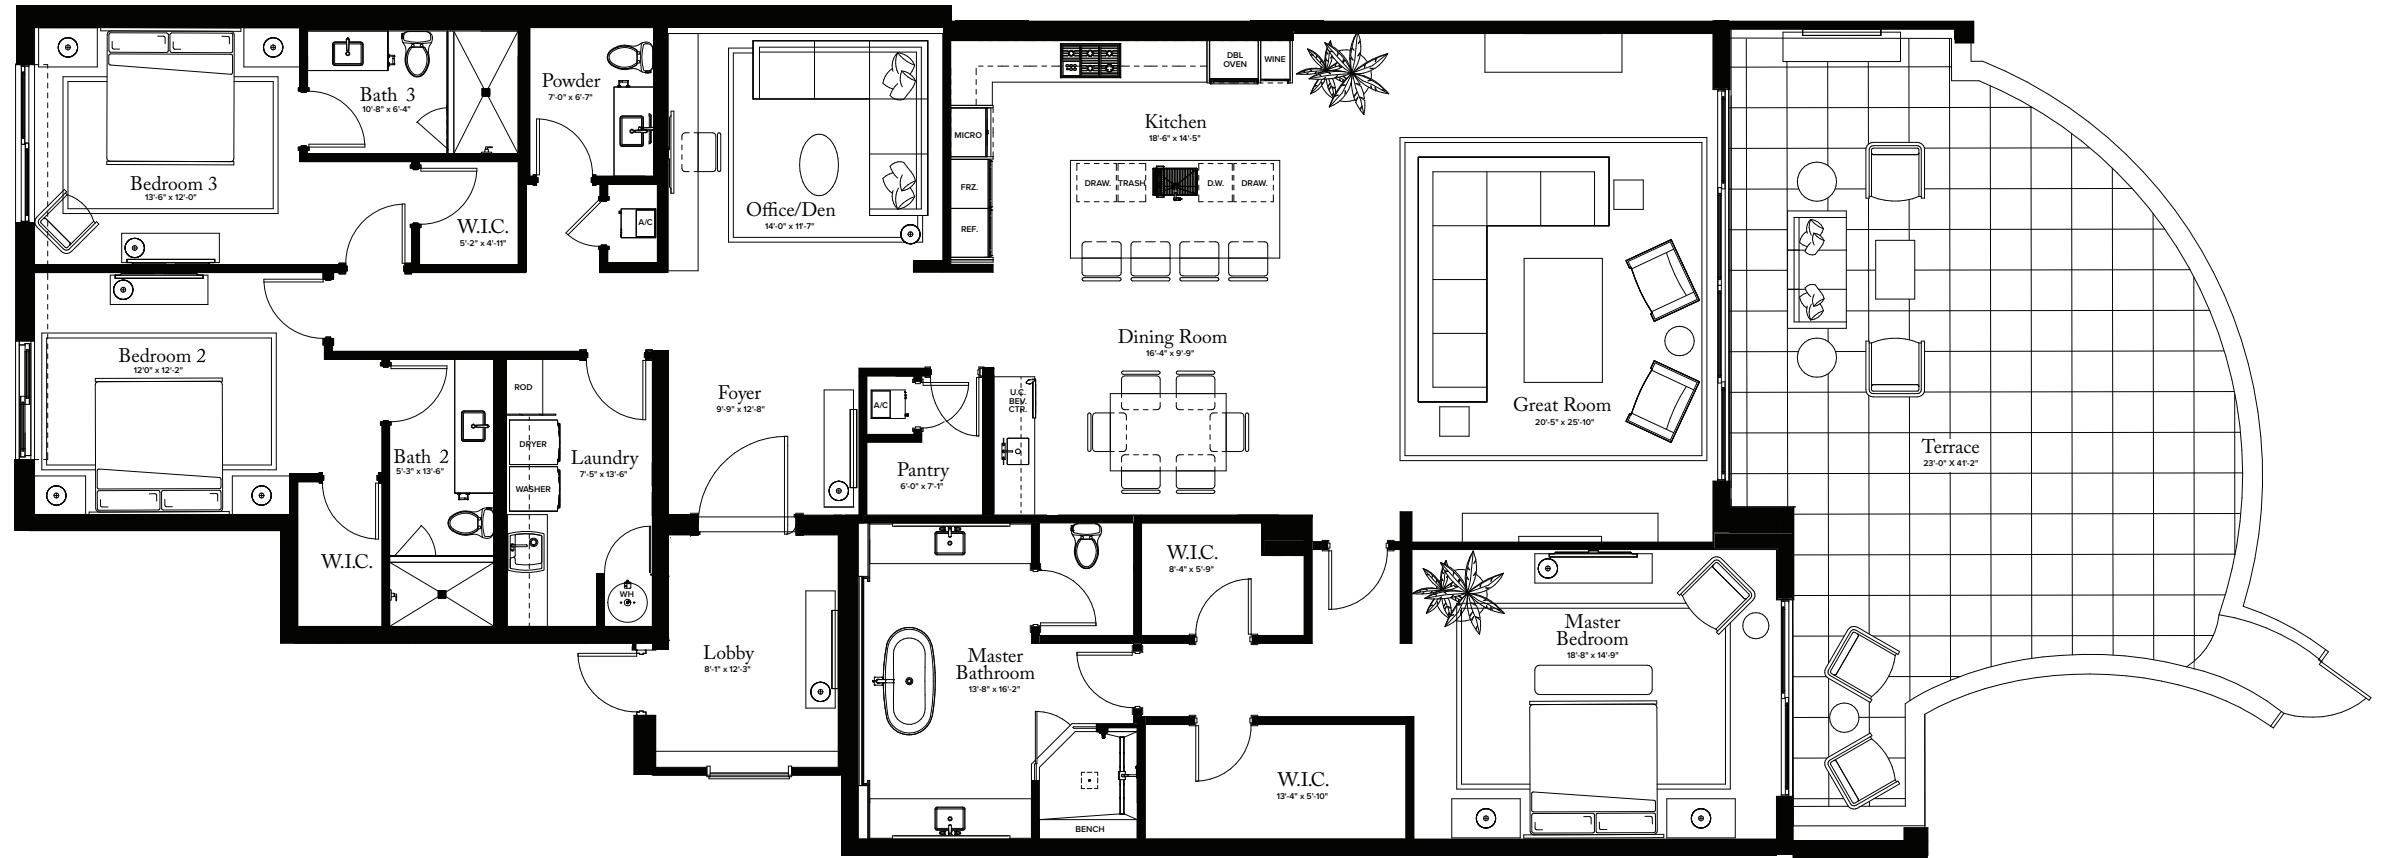 Bath 3
10'-8" x 6'-4"
Powder
7'-0" x 6'-7"
Bedroom 3
13'-6" x 12'-0"
W.I.C.
5'-2" x 4'-11"
A/C
Office/Den
14'-0" x 11'-7"
DBL
OVEN
WINE
MICRO
FRZ.
REF.
Kitchen
18'-6" x 14'-5"
DRAW.
TRASH
D.W.
DRAW.
Bedroom 2
12'0" x 12'-2"
W.I.C.
Bath 2
5'-3" x 13'-6"
ROD
DRYER
WASHER
Laundry
7'-5" x 13'-6"
WH
Foyer
9'-9" x 12'-8"
A/C
Pantry
6'-0" x 7'-1"
U.C.
BEV.
CTR.
Dining Room
16'-4" x 9'-9"
Great Room
20'-5" x 25'-10"
Terrace
23'-0" X 41'-2"
Lobby
8'-1" x 12'-3"
Master
Bathroom
13'-8" x 16'-2"
BENCH
W.I.C.
8'-4" x 5'-9"
W.I.C.
13'-4" x 5'-10"
Master
Bedroom
18'-8" x 14'-9"